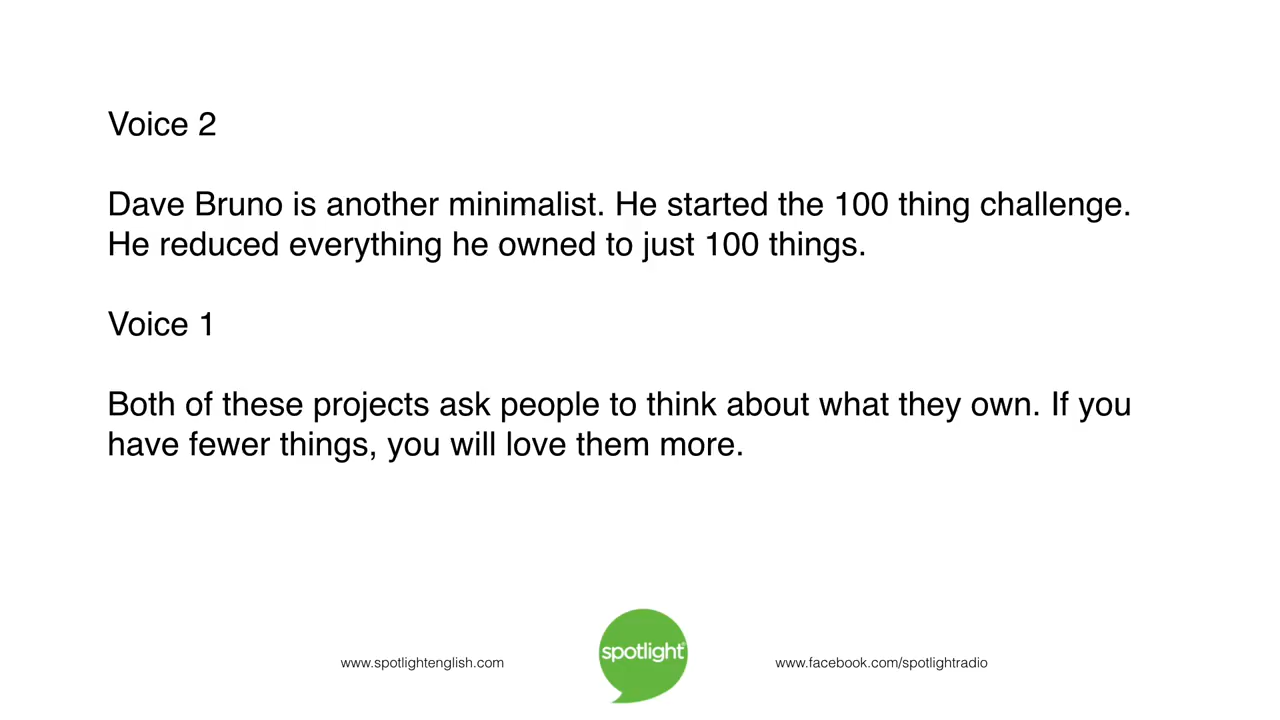 Voice 2
Dave Bruno is another minimalist. He started the 100 thing challenge.
He reduced everything he owned to just 100 things.
Voice 1
Both of these projects ask people to think about what they own. If you
have fewer things, you will love them more.
www.spotlightenglish.com
spotlight®
www.facebook.com/spotlightradio